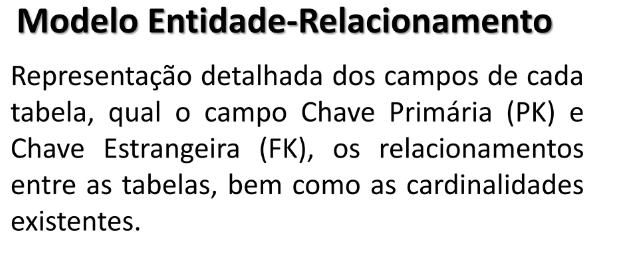 Modelo Entidade-Relacionamento
Representação detalhada dos campos de cada
tabela, qual o campo Chave Primária (PK) e
Chave Estrangeira (FK), os relacionamentos
entre as tabelas, bem como as cardinalidades
existentes.